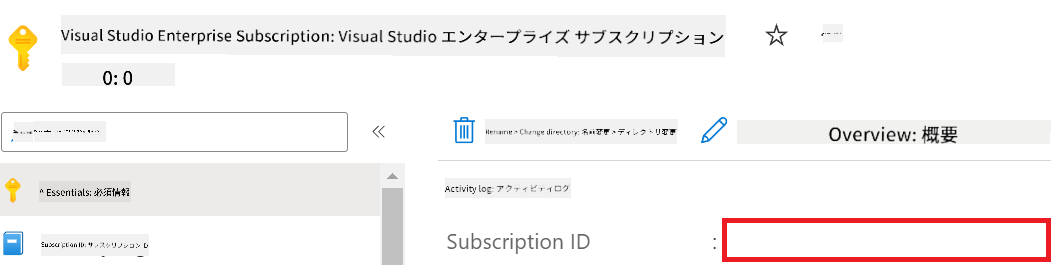 Visual Studio Enterprise Subscription: Visual Studio エンタープライズ サブスクリプション
0: 0
Rename > Change directory: 名前変更 > ディレクトリ変更
Overview: 概要
^ Essentials: 必須情報
Activity log: アクティビティログ
Subscription ID: サブスクリプション ID
Subscription ID :